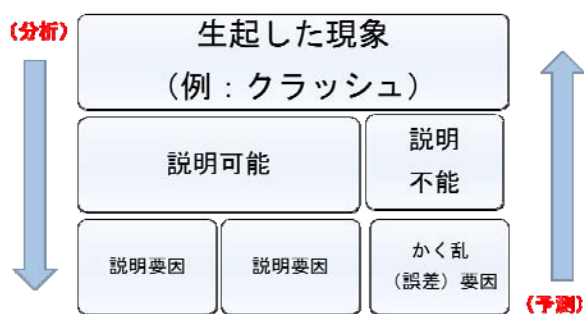 （分析）
生起した現象
（例：クラッシュ）
説明可能
説明
不能
説明要因
説明要因
かく乱
（誤差）要因
（予測）